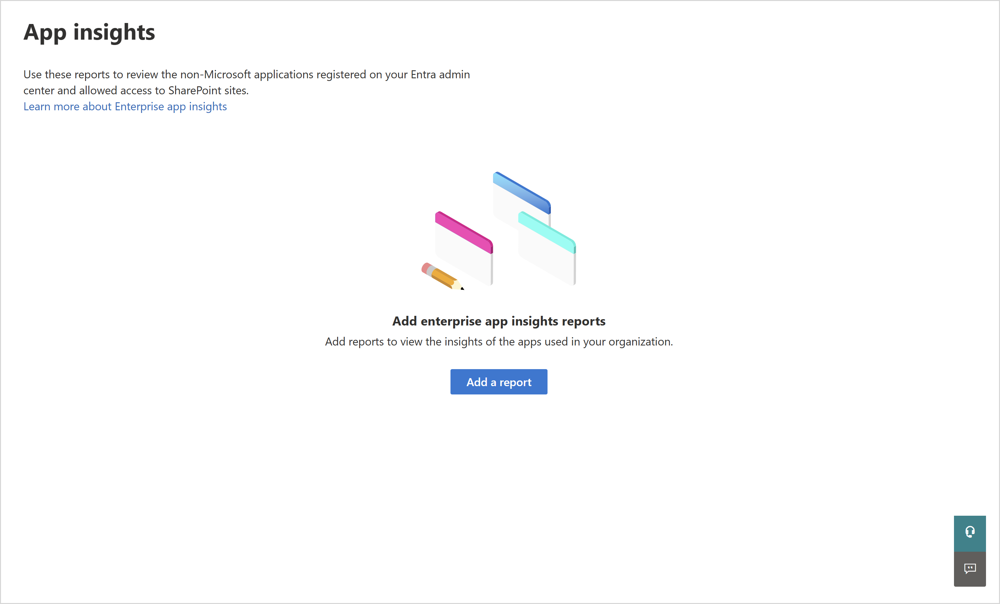 App insights
Use these reports to review the non-Microsoft applications registered on your Entra admin
center and allowed access to SharePoint sites.
Learn more about Enterprise app insights
Add enterprise app insights reports
Add reports to view the insights of the apps used in your organization.
Add a report